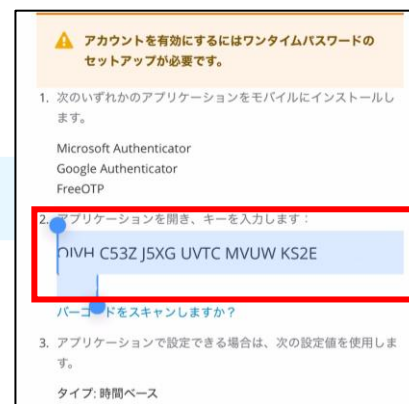 アカウントを有効にするにはワンタイムパスワードの
セットアップが必要です。
1. 次のいずれかのアプリケーションをモバイルにインストールし
ます。
Microsoft Authenticator
Google Authenticator
FreeOTP
2. アプリケーションを開き、キーを入力します:
C53Z J5XG UVTC MVUW KS2E
バーコードをスキャンしますか？
3. アプリケーションで設定できる場合は、次の設定値を使用しま
す。
タイプ: 時間ベース